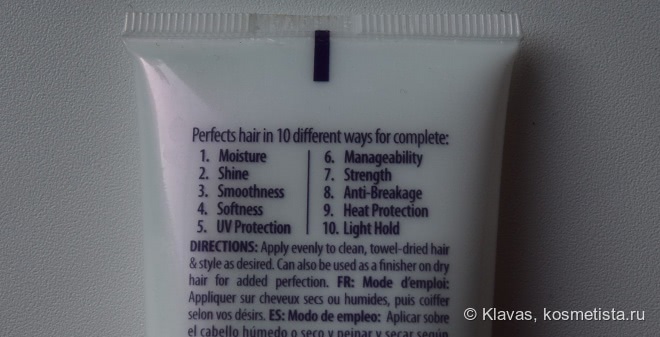 Perfects hair in 10 different ways for complete:
1. Moisture
2. Shine
3. Smoothness
4. Softness
5. UV Protection
6. Manageability
7. Strength
8. Anti-Breakage
9. Heat Protection
10. Light Hold
DIRECTIONS: Apply evenly to clean, towel-dried hair
& style as desired. Can also be used as a finisher on dry
hair for added perfection. FR: Mode d'emploi:
Appliquer sur cheveux secs ou humides, puis coiffer
selon vos désirs. ES: Modo de empleo: Aplicar sobre
el cabello húmedo o seco y peinar y secar según
© Klavas, kosmetista.ru